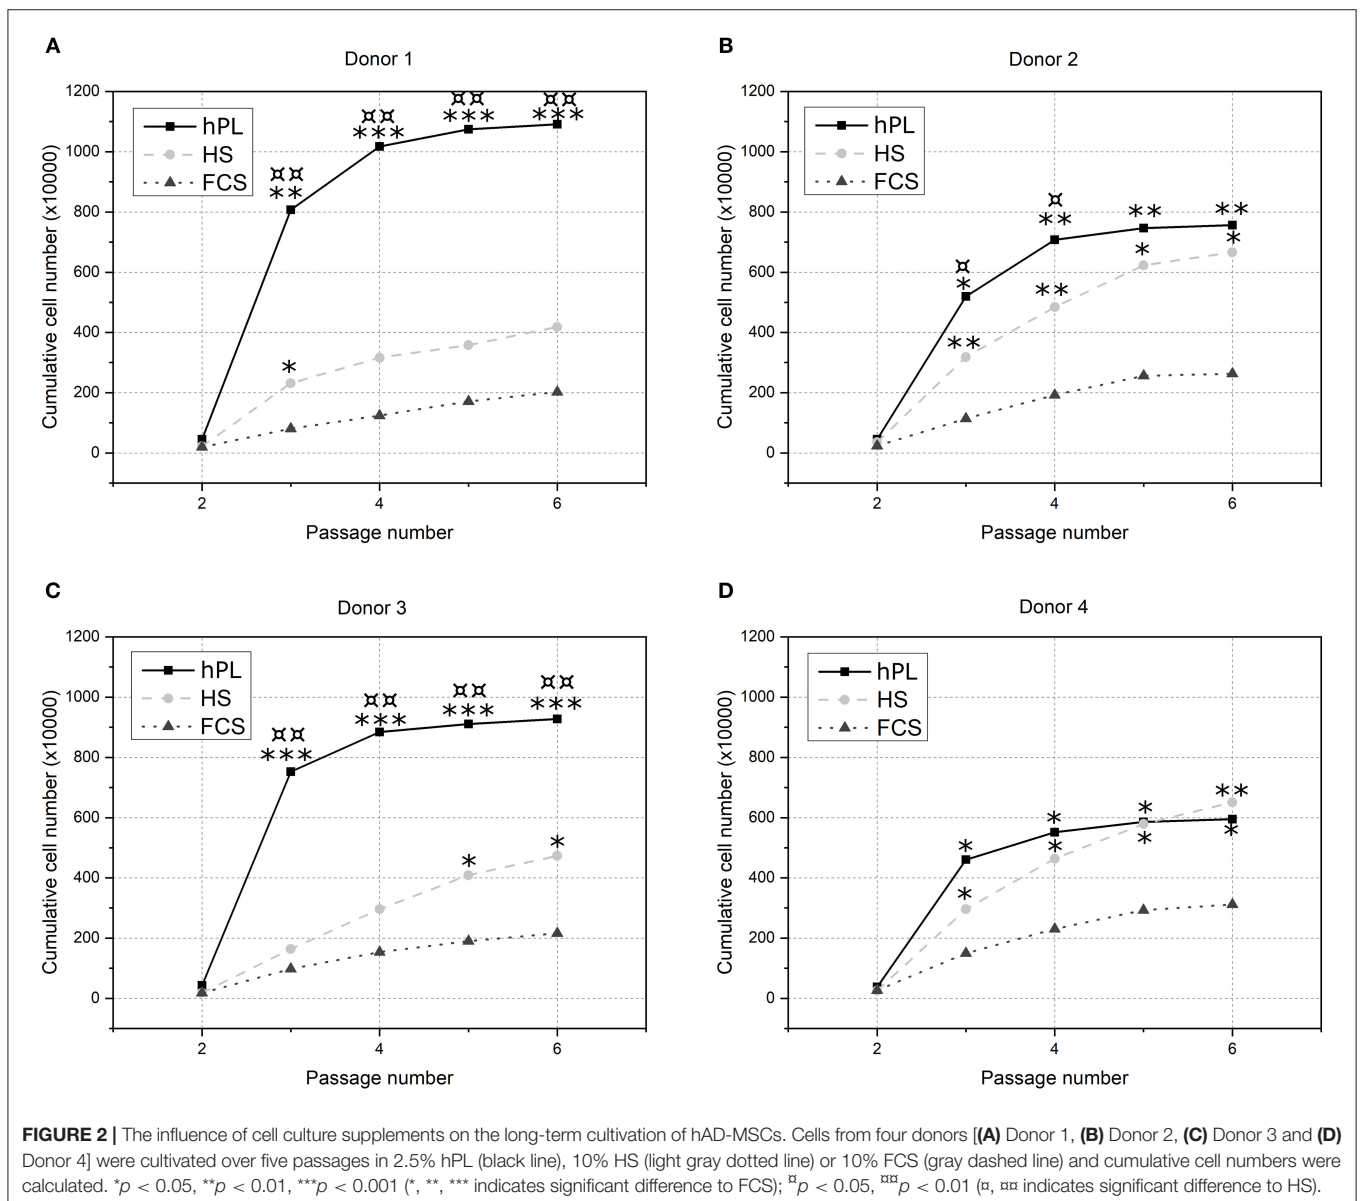 A
Donor 1
¤¤
¤¤
¤¤
***
***
***
¤¤
**
*
hPL
HS
FCS
1200
1000
800
600
400
200
0
Cumulative cell number (x10000)
2
4
6
Passage number
B
Donor 2
hPL
HS
FCS
¤
**
**
**
¤
*
*
*
**
**
1200
1000
800
600
400
200
0
Cumulative cell number (x10000)
2
4
6
Passage number
C
Donor 3
hPL
HS
FCS
¤¤
***
¤¤
***
¤¤
***
¤¤
***
*
*
1200
1000
800
600
400
200
0
Cumulative cell number (x10000)
2
4
6
Passage number
D
Donor 4
hPL
HS
FCS
**
*
*
*
*
*
*
*
1200
1000
800
600
400
200
0
Cumulative cell number (x10000)
2
4
6
Passage number
FIGURE 2 | The influence of cell culture supplements on the long-term cultivation of hAD-MSCs. Cells from four donors [(A) Donor 1, (B) Donor 2, (C) Donor 3 and (D)
Donor 4] were cultivated over five passages in 2.5% hPL (black line), 10% HS (light gray dotted line) or 10% FCS (gray dashed line) and cumulative cell numbers were
calculated. *p < 0.05, **p < 0.01, ***p < 0.001 (*, **, *** indicates significant difference to FCS); ¤p < 0.05, ¤¤p < 0.01 (¤, ¤¤ indicates significant difference to HS).